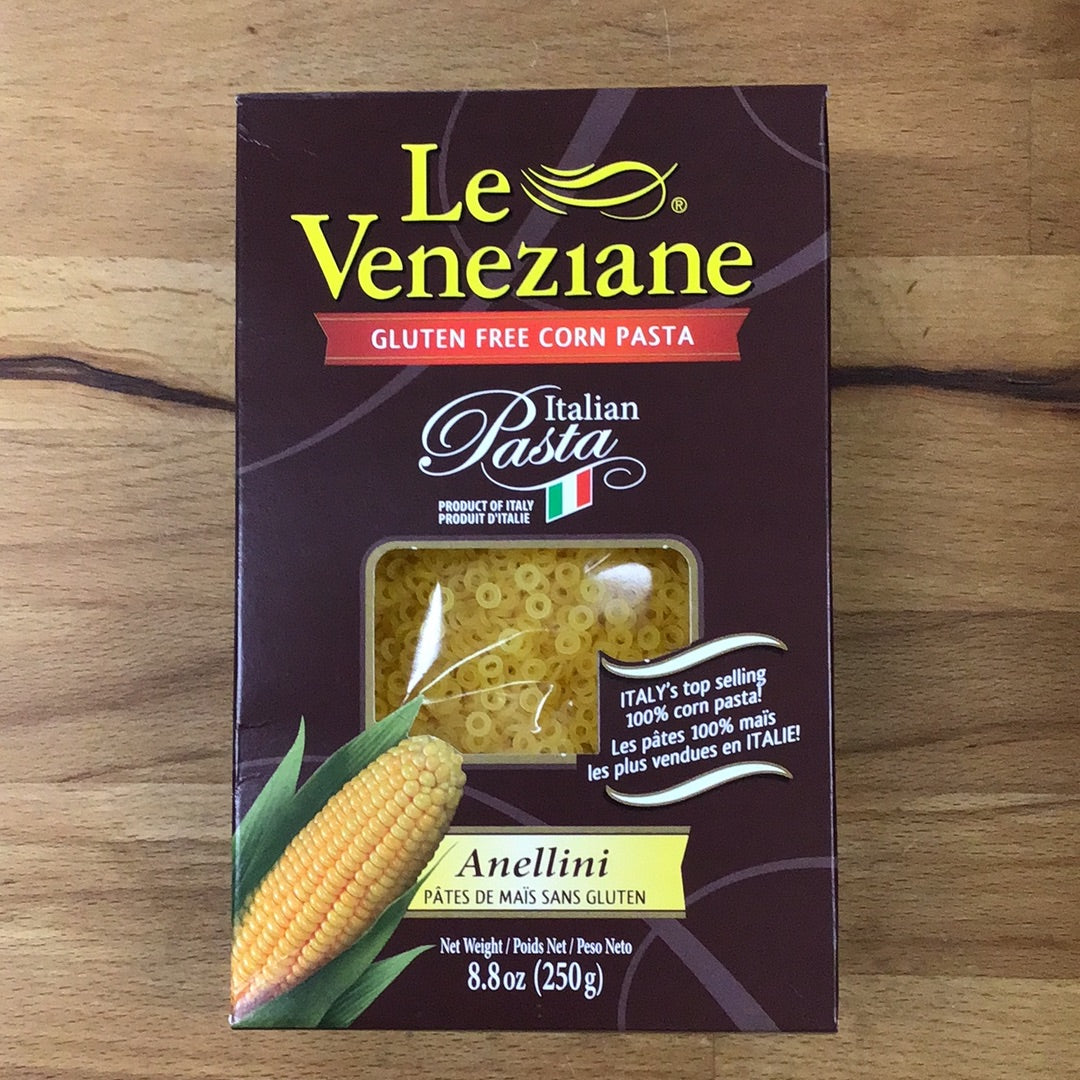 Le
Veneziane®
GLUTEN FREE CORN PASTA
Italian
Pasta
PRODUCT OF ITALY
PRODUIT D'ITALIE
ITALY's top selling
100% corn pasta!
Les pâtes 100% maïs
les plus vendues en ITALIE!
Anellini
PÂTES DE MAÏS SANS GLUTEN
Net Weight / Poids Net / Peso Neto
8.8 oz (250 g)